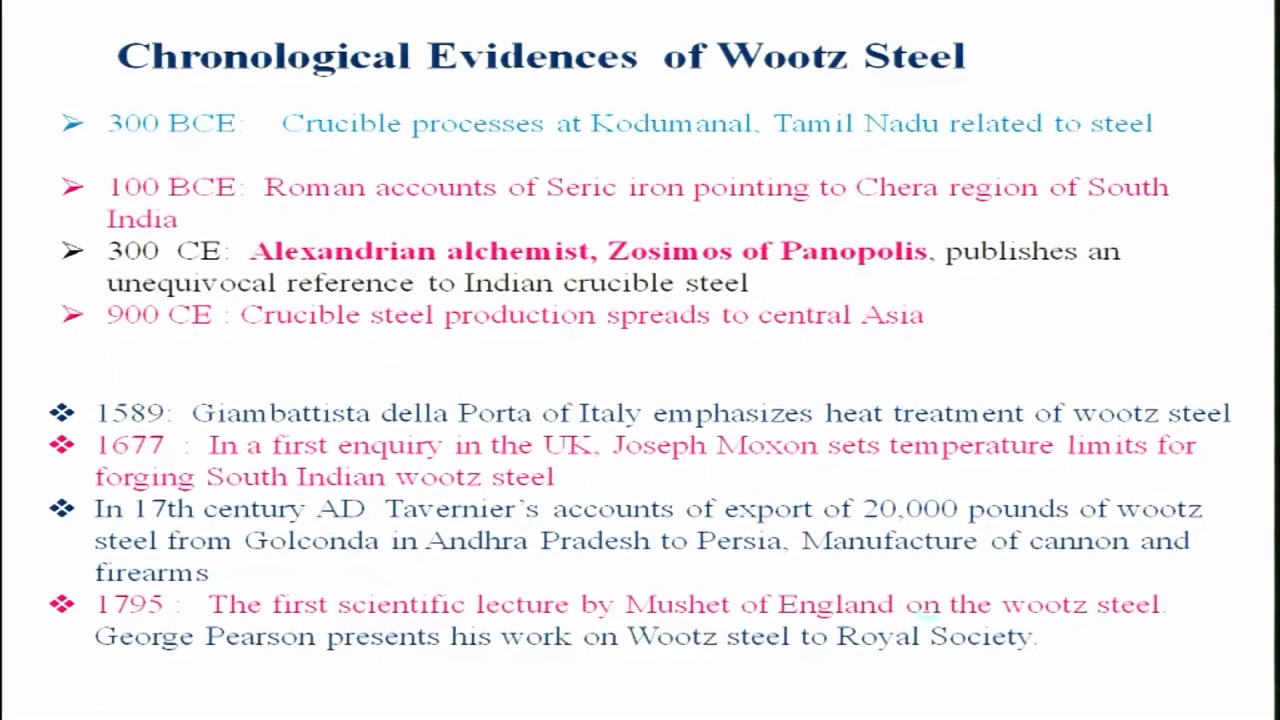 Chronological Evidences of Wootz Steel
➢ 300 BCE: Crucible processes at Kodumanal, Tamil Nadu related to steel
➢ 100 BCE: Roman accounts of Seric iron pointing to Chera region of South
India
➢ 300 CE: Alexandrian alchemist, Zosimos of Panopolis, publishes an
unequivocal reference to Indian crucible steel
➢ 900 CE : Crucible steel production spreads to central Asia
❖ 1589: Giambattista della Porta of Italy emphasizes heat treatment of wootz steel
❖ 1677 : In a first enquiry in the UK, Joseph Moxon sets temperature limits for
forging South Indian wootz steel
❖ In 17th century AD Tavernier's accounts of export of 20,000 pounds of wootz
steel from Golconda in Andhra Pradesh to Persia, Manufacture of cannon and
firearms
❖ 1795 : The first scientific lecture by Mushet of England on the wootz steel.
George Pearson presents his work on Wootz steel to Royal Society.